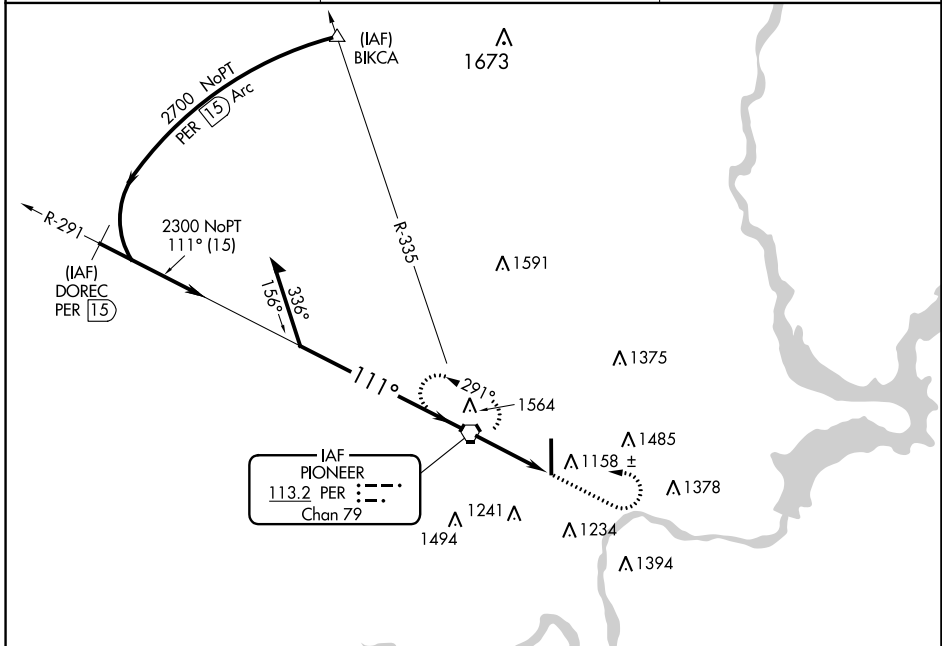 (IAF)
BIKCA
1673
2700 NoPT
PER 15 Arc
R-291
2300 NoPT
111° (15)
R-335
(IAF)
DOREC
PER 15
336°
156°
1591
1375
111°
291°
1564
IAF
PIONEER
113.2 PER
Chan 79
1485
1158 ±
1378
1241
1494
1234
1394